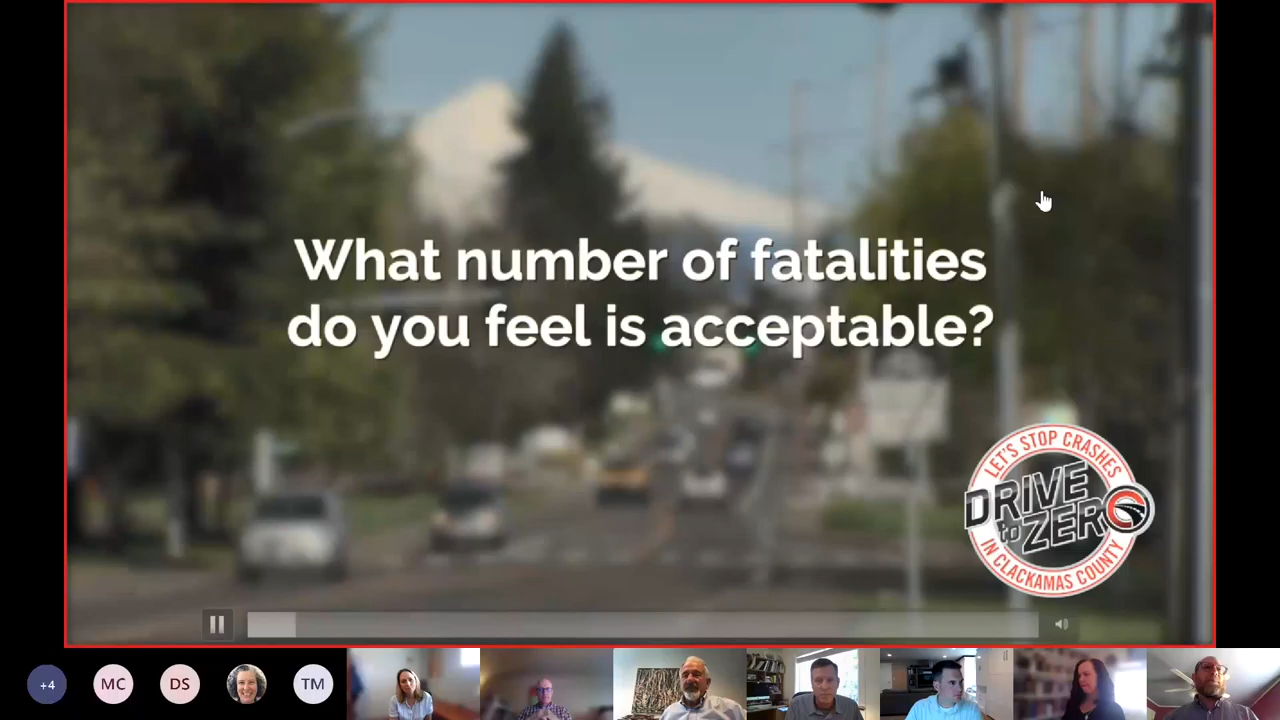 What number of fatalities
do you feel is acceptable?
LET'S STOP CRASHES
DRIVE
to ZERO
IN CLACKAMAS COUNTY
+4
MC
DS
TM